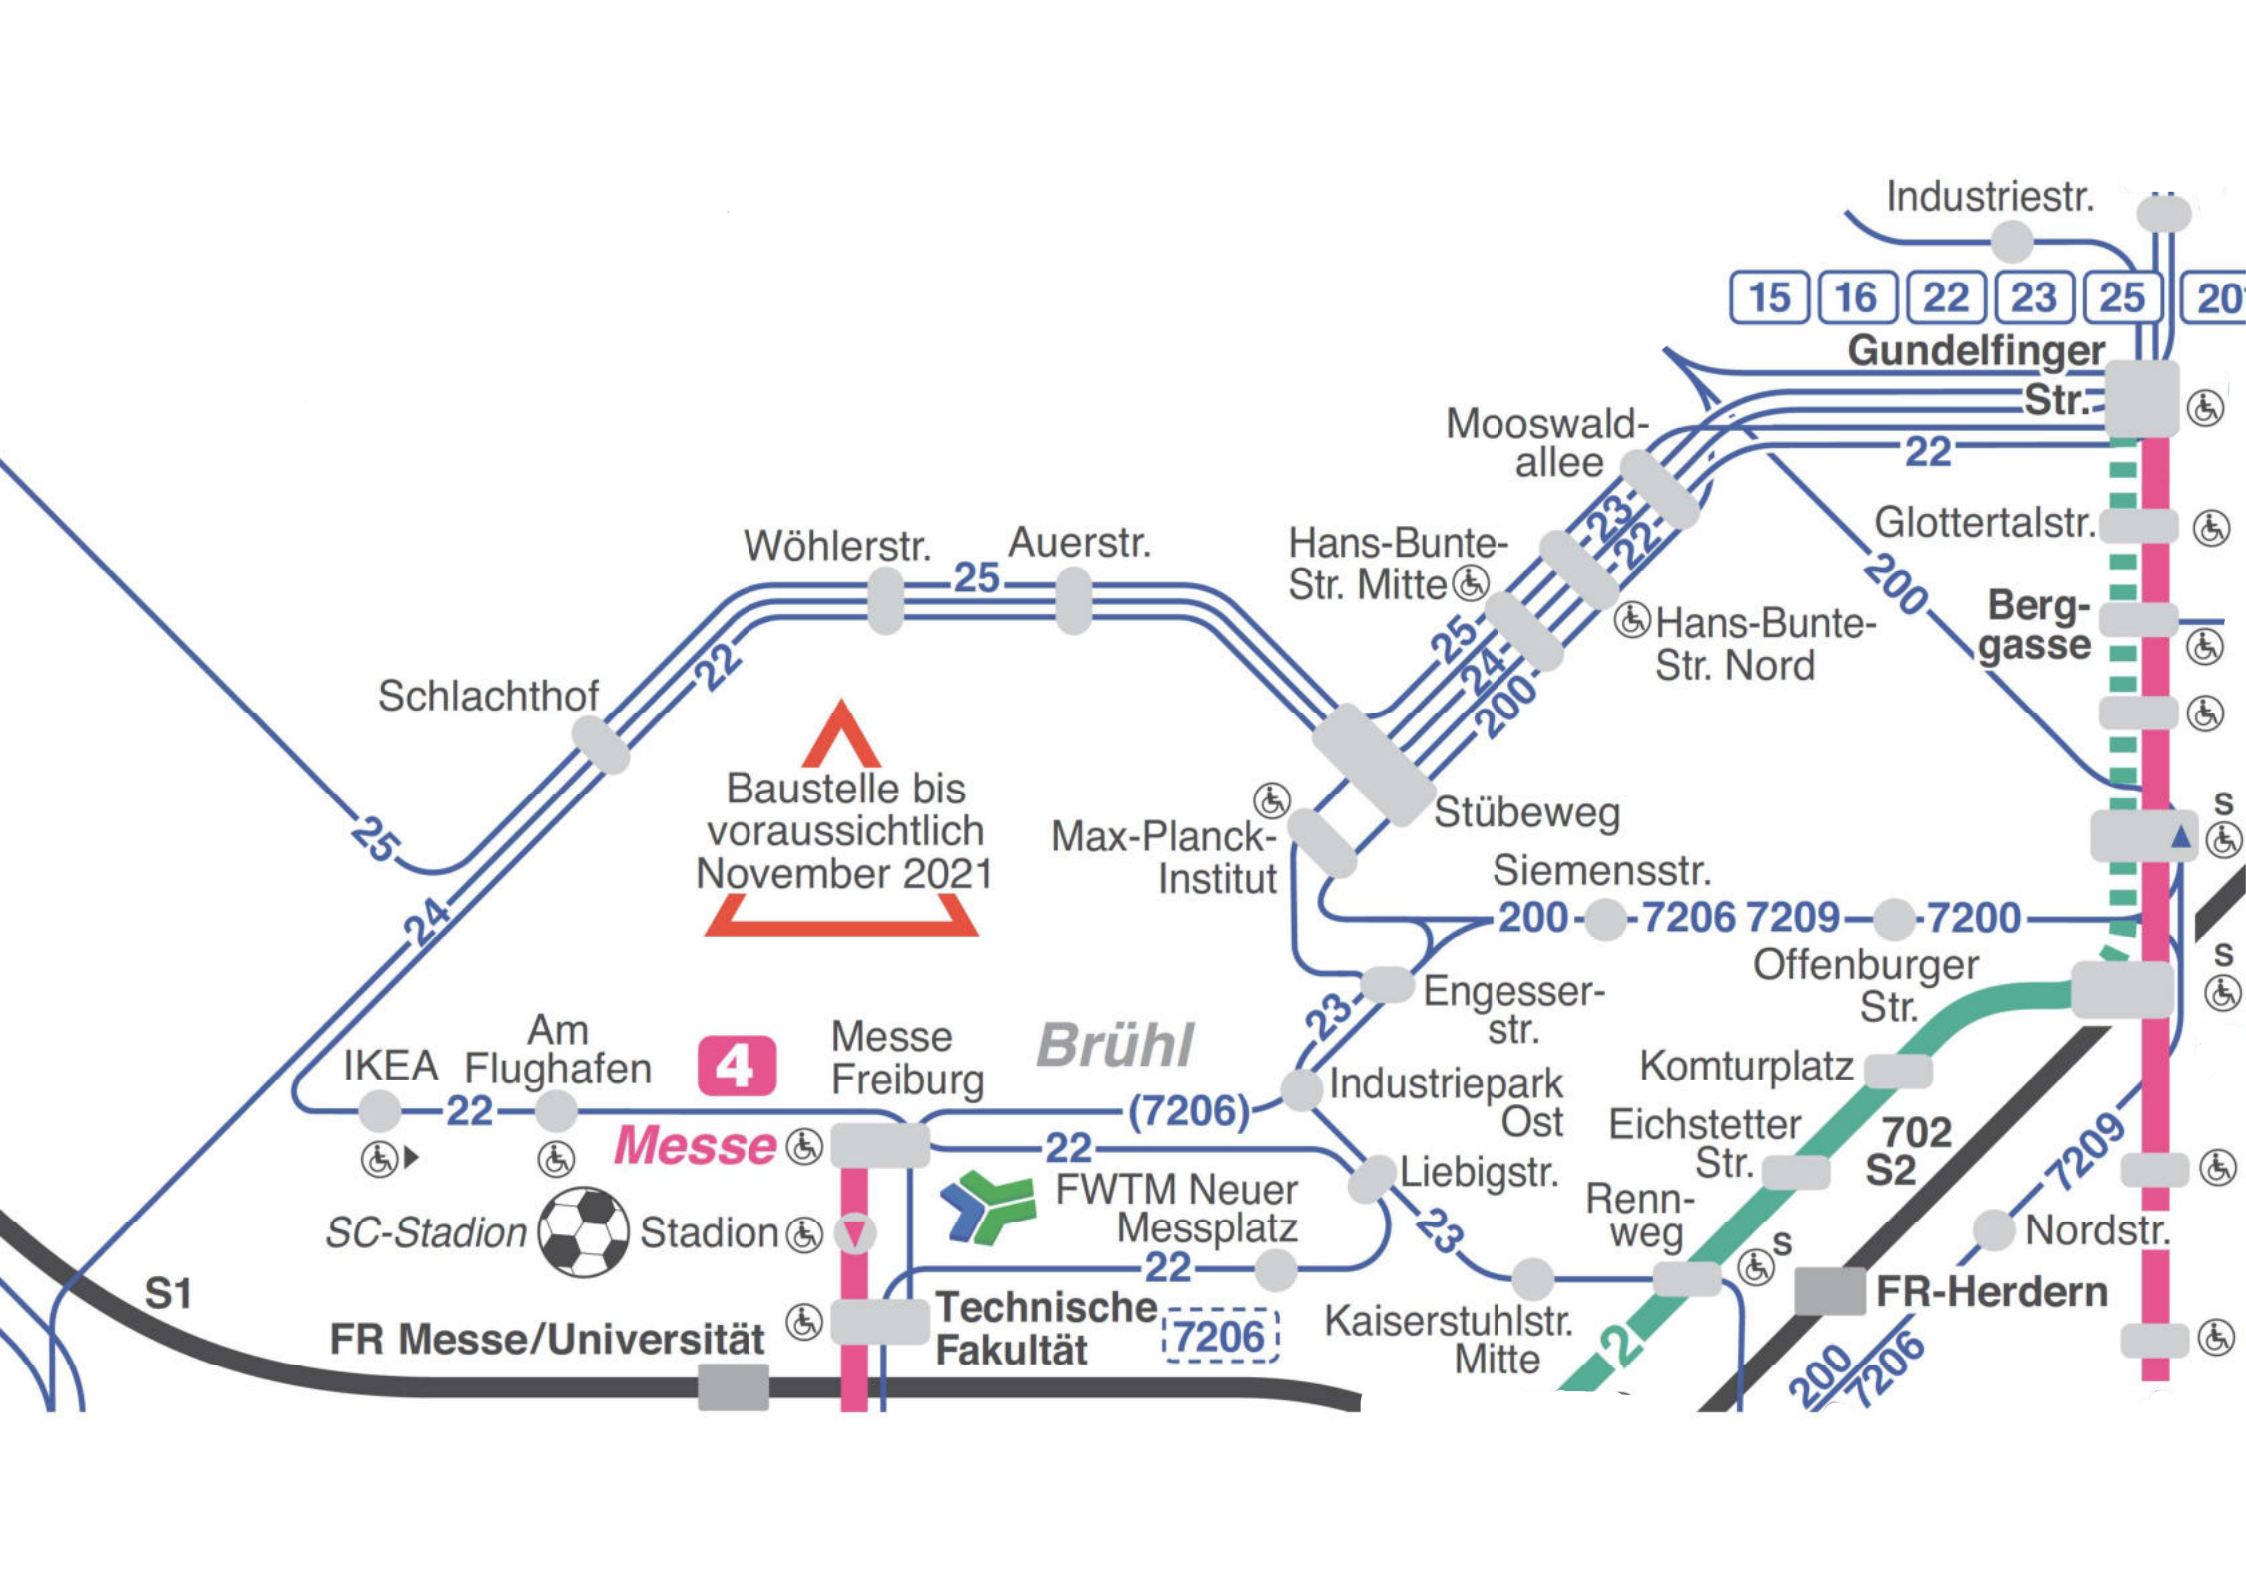 Industriestr.
15 16 22 23 25 20
Gundelfinger
Str.
22
Mooswald-
allee
Glottertalstr.
23
22
200
Hans-Bunte-
Str. Mitte
Berg-
gasse
Hans-Bunte-
Str. Nord
Wöhlerstr.
Auerstr.
25
22
25
24
200
Schlachthof
Baustelle bis
voraussichtlich
November 2021
Stübeweg
Max-Planck-
Institut
S
25
24
Siemensstr.
200 7206 7209 7200
Offenburger
Str.
S
Engesser-
str.
23
IKEA
Am
Flughafen
4
Messe
Freiburg
Brühl
Industriepark
Ost
Komturplatz
22
(7206)
Eichstetter
Str.
702
S2
7209
Messe
22
Liebigstr.
FWTM Neuer
Messplatz
Renn-
weg
S
SC-Stadion
Stadion
23
Nordstr.
22
S1
FR Messe/Universität
Technische
Fakultät
7206
Kaiserstuhlstr.
Mitte
2
FR-Herdern
200
7206